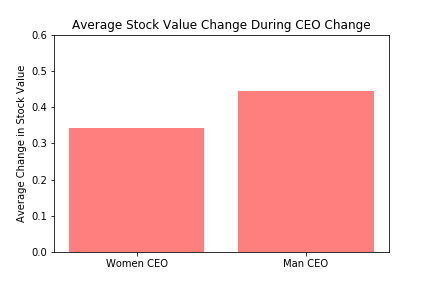 Average Stock Value Change During CEO Change
Average Change in Stock Value
0.6
0.5
0.4
0.3
0.2
0.1
0.0
Women CEO
Man CEO